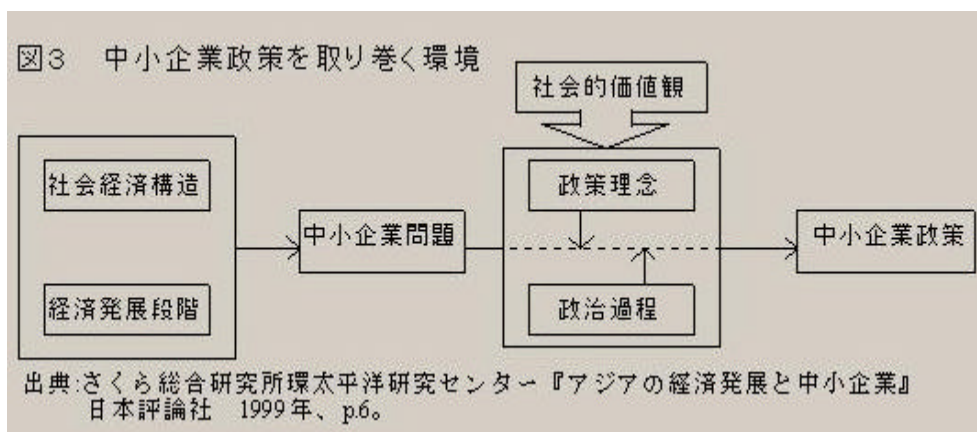 図3　中小企業政策を取り巻く環境
社会的価値観
社会経済構造
経済発展段階
中小企業問題
政策理念
政治過程
中小企業政策
出典:さくら総合研究所環太平洋研究センター『アジアの経済発展と中小企業』
日本評論社　1999年、p.6。